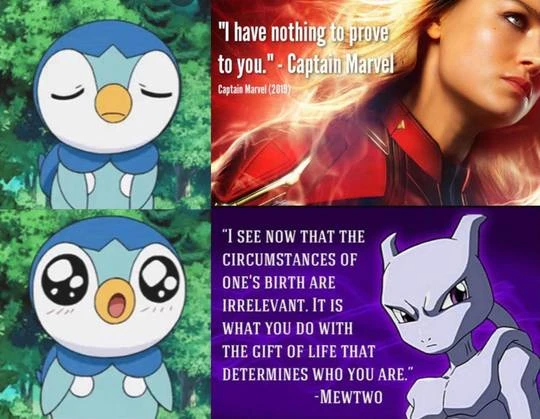 "I have nothing to prove
to you." - Captain Marvel
Captain Marvel (2019)
"I SEE NOW THAT THE
CIRCUMSTANCES OF
ONE'S BIRTH ARE
IRRELEVANT. IT IS
WHAT YOU DO WITH
THE GIFT OF LIFE THAT
DETERMINES WHO YOU ARE."
-MEWTWO